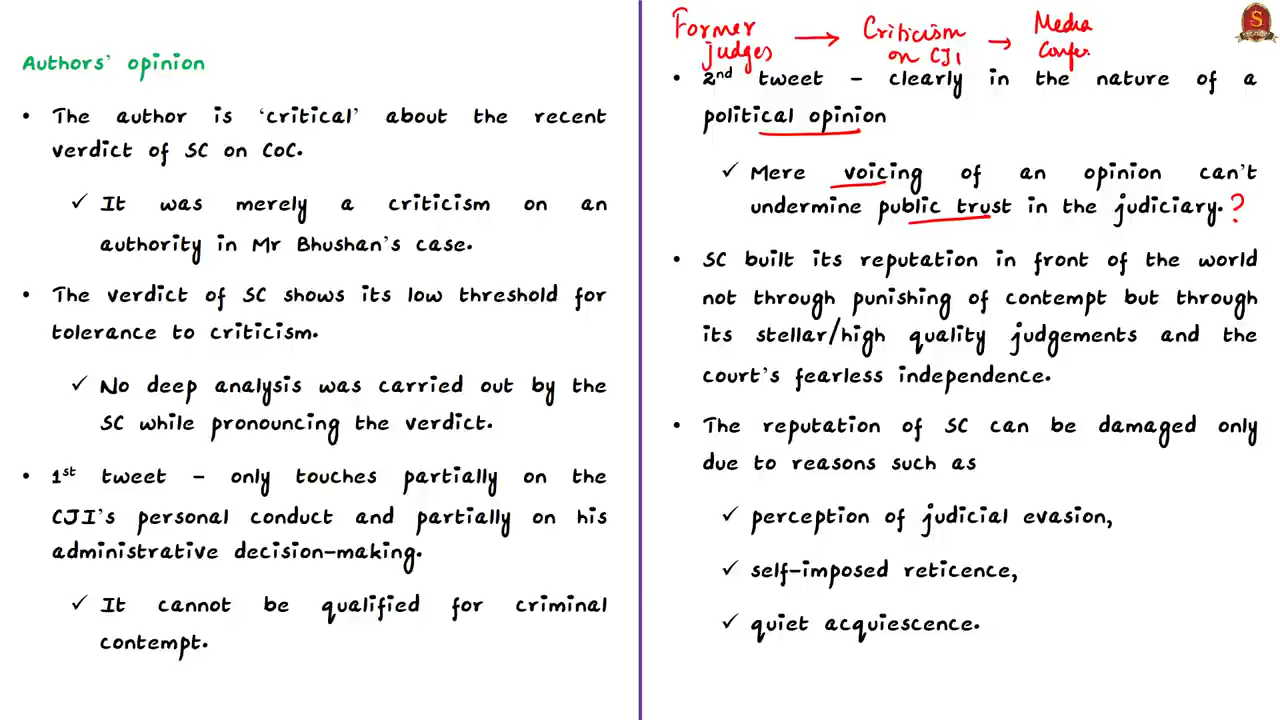 Authors' opinion
• The author is 'critical' about the recent
verdict of SC on CoC.
✓ It was merely a criticism on an
authority in Mr Bhushan's case.
• The verdict of SC shows its low threshold for
tolerance to criticism.
✓ No deep analysis was carried out by the
SC while pronouncing the verdict.
• 1st tweet – only touches partially on the
CJI's personal conduct and partially on his
administrative decision-making.
✓ It cannot be qualified for criminal
contempt.
Former judges → Criticism on CJI → Media Confer.
• 2nd tweet – clearly in the nature of a
political opinion
✓ Mere voicing of an opinion can't
undermine public trust in the judiciary. ?
• SC built its reputation in front of the world
not through punishing of contempt but through
its stellar/high quality judgements and the
court's fearless independence.
• The reputation of SC can be damaged only
due to reasons such as
✓ perception of judicial evasion,
✓ self-imposed reticence,
✓ quiet acquiescence.
S